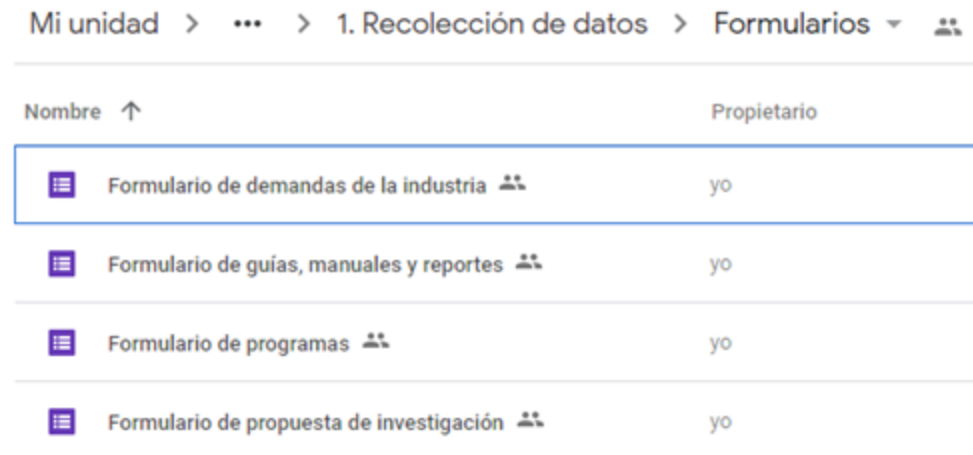 Mi unidad > ••• > 1. Recolección de datos > Formularios
Nombre ↑ Propietario
Formulario de demandas de la industria yo
Formulario de guías, manuales y reportes yo
Formulario de programas yo
Formulario de propuesta de investigación yo